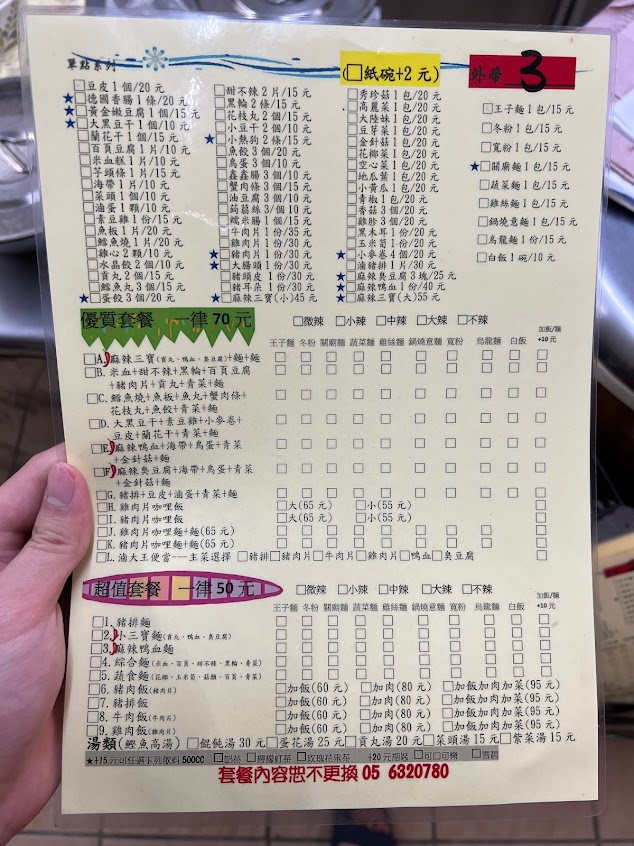 單點系列
(□紙碗+2元)
外帶 3
□豆皮1個/20元
★□德國香腸1條/20元
★□黃金嫩豆腐1個/15元
★□大黑豆干1個/10元
□蘭花干1個/15元
□百頁豆腐1個/10元
□米血糕1片/10元
□芋頭條1片/15元
□海帶1片/10元
□菜頭1個/10元
□滷蛋1顆/10元
□素豆雞1份/15元
□魚板1片/20元
□鱈魚燒1片/20元
□雞心2顆/10元
□水晶餃2個/10元
□貢丸2個/20元
□鱈魚丸3個/15元
★□蛋餃3個/20元
□甜不辣2片/15元
□黑輪2條/15元
□花枝丸2個/15元
□小豆干2個/10元
★□小熱狗2條/15元
□魚餃3個/20元
□鳥蛋3個/10元
□鑫鑫腸3個/10元
□蟹肉條3個/15元
□油豆腐3個/10元
□蒟蒻絲3/10元
□糯米腸1個/15元
□牛肉片1份/35元
★□雞肉片1份/30元
□豬肉片1份/30元
★□大腸頭1份/30元
□豬頭皮1份/30元
□豬耳朵1份/30元
★□麻辣三寶(小)45元
□秀珍菇1包/20元
□高麗菜1包/20元
□大陸妹1包/20元
□豆芽菜1包/20元
□金針菇1包/20元
□花椰菜1包/20元
□空心菜1包/20元
□地瓜葉1包/20元
□小黃瓜1包/20元
□青椒1包/20元
□香菇3個/20元
□雞胗3個/20元
□黑木耳1份/20元
□玉米筍1份/20元
★□小麥卷4個/20元
□滷豬排1片/30元
★□麻辣臭豆腐3塊/25元
★□麻辣鴨血1份/40元
★□麻辣三寶(大)55元
□王子麵1包/15元
□冬粉1包/15元
□寬粉1包/15元
★□關廟麵1包/15元
□蔬菜麵1包/15元
□雞絲麵1包/15元
□鍋燒意麵1包/15元
□烏龍麵1份/15元
□白飯1碗/10元
優質套餐 一律70元 □微辣 □小辣 □中辣 □大辣 □不辣
王子麵 冬粉 關廟麵 蔬菜麵 雞絲麵 鍋燒意麵 寬粉 烏龍麵 白飯 加飯/麵+10元
□A.麻辣三寶(貢丸、鴨血、臭豆腐)+麵+麵
□B.米血+甜不辣+黑輪+百頁豆腐
+豬肉片+貢丸+青菜+麵
□C.鱈魚燒+魚板+魚丸+蟹肉條+
花枝丸+魚餃+青菜+麵
□D.大黑豆干+素豆雞+小麥卷+
豆皮+蘭花干+青菜+麵
□E.麻辣鴨血+海帶+鳥蛋+青菜
+金針菇+麵
□F.麻辣臭豆腐+海帶+鳥蛋+青菜
+金針菇+麵
□G.豬排+豆皮+滷蛋+青菜+麵
□H.雞肉片咖哩飯 □大(65元) □小(55元)
□I.豬肉片咖哩飯 □大(65元) □小(55元)
□J.雞肉片咖哩麵+麵(65元)
□K.豬肉片咖哩麵+麵(65元)
□L.滷大王便當---主菜選擇 □豬排□豬肉片□牛肉片□雞肉片□鴨血□臭豆腐
超值套餐 一律50元 □微辣 □小辣 □中辣 □大辣 □不辣
王子麵 冬粉 關廟麵 蔬菜麵 雞絲麵 鍋燒意麵 寬粉 烏龍麵 白飯 加飯/麵+10元
□1.豬排麵
□2.小三寶麵(貢丸、鴨血、臭豆腐)
□3.麻辣鴨血麵
□4.綜合麵(米血、百頁、甜不辣、黑輪、青菜)
□5.蔬食麵(花椰、玉米筍、菇類、百頁、青菜)
□6.豬肉飯(豬肉片) □加飯(60元) □加肉(80元) □加飯加肉加菜(95元)
□7.豬排飯 □加飯(60元) □加肉(80元) □加飯加肉加菜(95元)
□8.牛肉飯(牛肉片) □加飯(60元) □加肉(80元) □加飯加肉加菜(95元)
□9.雞肉飯(雞肉片) □加飯(60元) □加肉(80元) □加飯加肉加菜(95元)
湯類(鰹魚高湯) □餛飩湯30元□蛋花湯25元□貢丸湯20元□菜頭湯15元□紫菜湯15元
★+15元可任選下列飲料500CC □奶茶 □檸檬紅茶 □玫瑰花果茶 +20元瓶裝 □可口可樂 □雪碧
套餐內容恕不更換 05 6320780